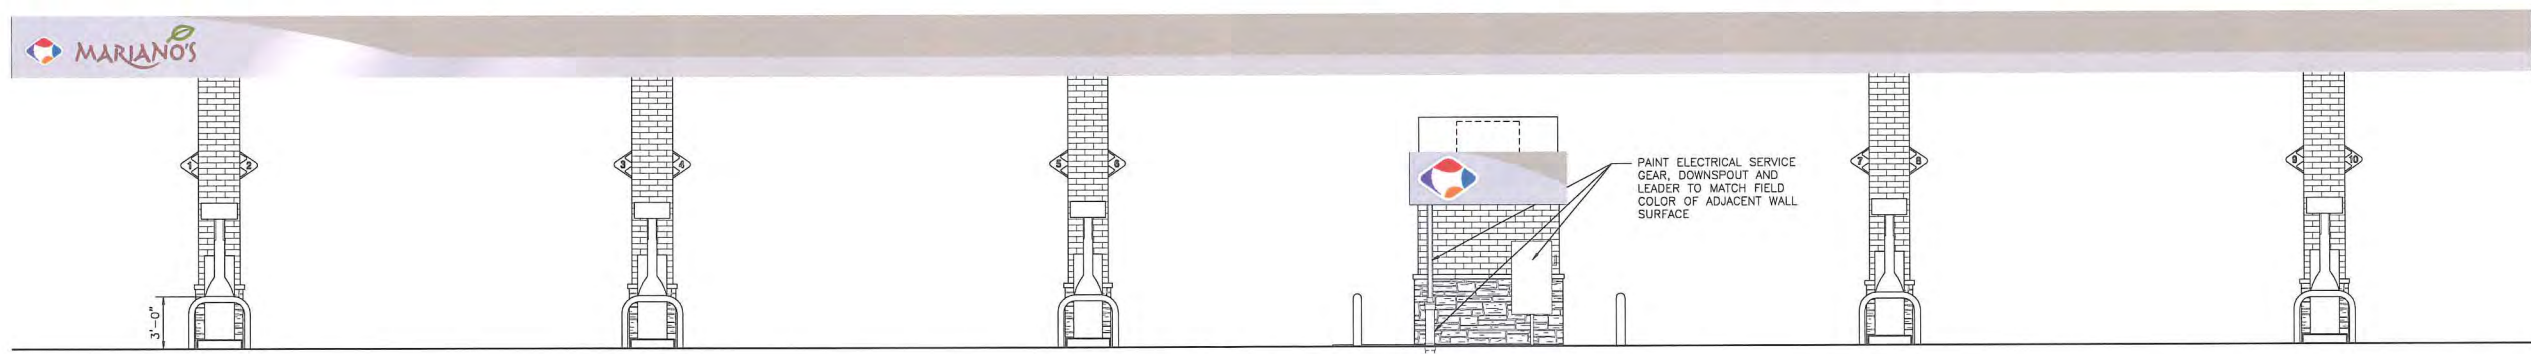 MARIANO'S
1 2
3 4
5 6
7 8
9 10
PAINT ELECTRICAL SERVICE
GEAR, DOWNSPOUT AND
LEADER TO MATCH FIELD
COLOR OF ADJACENT WALL
SURFACE
3'-0"